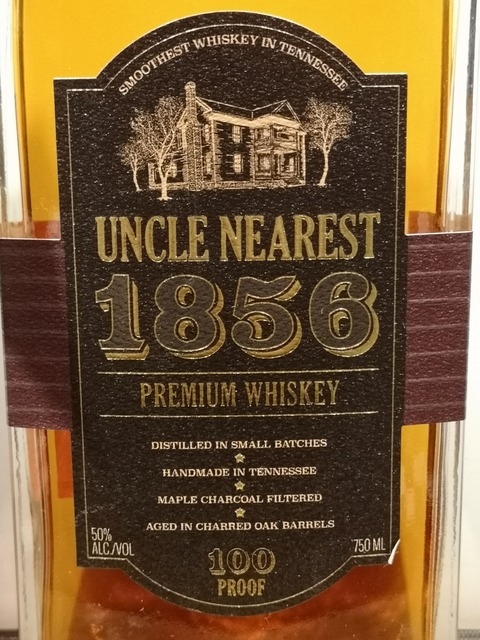 SMOOTHEST WHISKEY IN TENNESSEE
UNCLE NEAREST
1856
PREMIUM WHISKEY
DISTILLED IN SMALL BATCHES
HANDMADE IN TENNESSEE
MAPLE CHARCOAL FILTERED
AGED IN CHARRED OAK BARRELS
50%
ALC./VOL
750 ML
100
PROOF